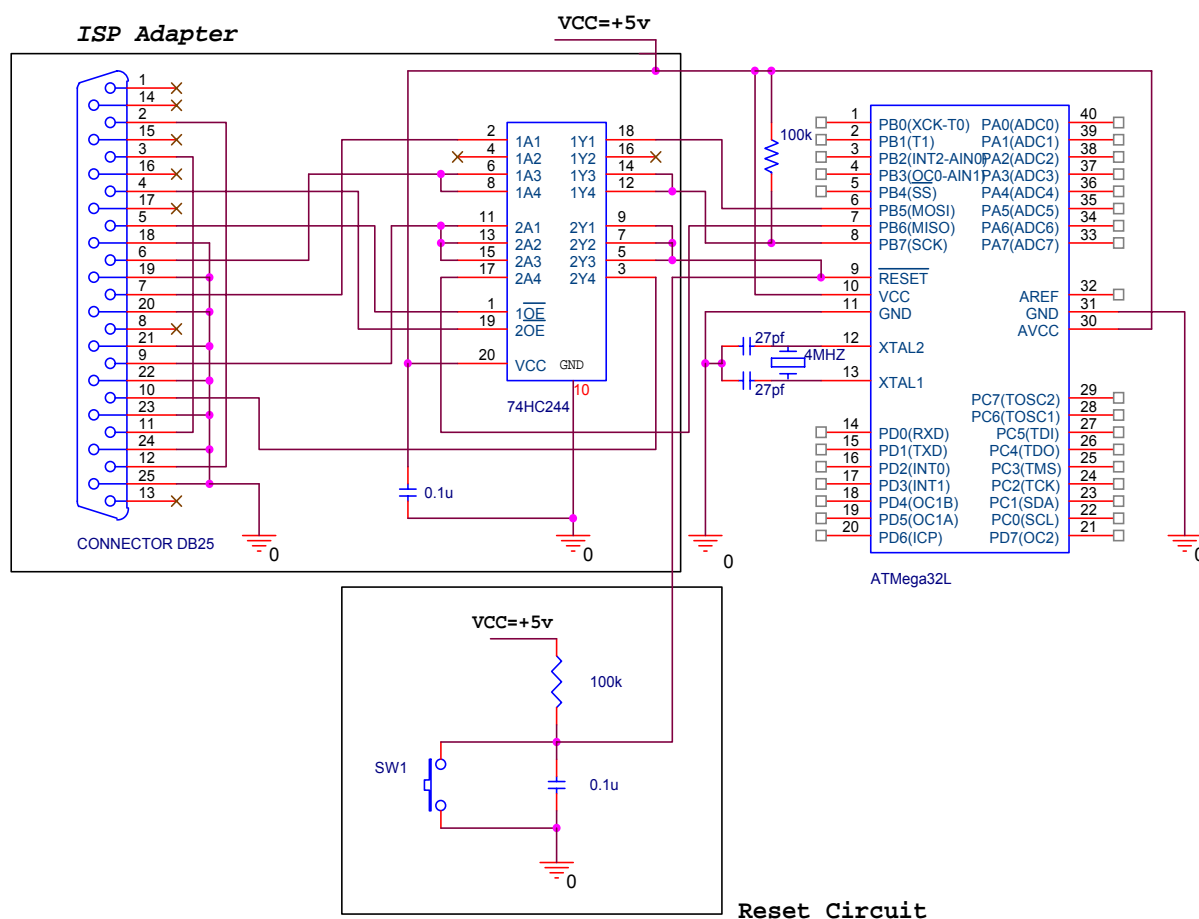 ISP Adapter
VCC=+5v
1
14
2
15
3
16
4
17
5
18
6
19
7
20
8
21
9
22
10
23
11
24
12
25
13
CONNECTOR DB25
2 1A1 1Y1 18
4 1A2 1Y2 16
6 1A3 1Y3 14
8 1A4 1Y4 12
11 2A1 2Y1 9
13 2A2 2Y2 7
15 2A3 2Y3 5
17 2A4 2Y4 3
1 1OE
19 2OE
20 VCC GND
10
74HC244
0.1u
0
0
100k
1 PB0(XCK-T0) PA0(ADC0) 40
2 PB1(T1) PA1(ADC1) 39
3 PB2(INT2-AIN0) PA2(ADC2) 38
4 PB3(OC0-AIN1) PA3(ADC3) 37
5 PB4(SS) PA4(ADC4) 36
6 PB5(MOSI) PA5(ADC5) 35
7 PB6(MISO) PA6(ADC6) 34
8 PB7(SCK) PA7(ADC7) 33
9 RESET
10 VCC AREF 32
11 GND GND 31
AVCC 30
12 XTAL2
13 XTAL1
27pf
4MHZ
27pf
PC7(TOSC2) 29
PC6(TOSC1) 28
14 PD0(RXD) PC5(TDI) 27
15 PD1(TXD) PC4(TDO) 26
16 PD2(INT0) PC3(TMS) 25
17 PD3(INT1) PC2(TCK) 24
18 PD4(OC1B) PC1(SDA) 23
19 PD5(OC1A) PC0(SCL) 22
20 PD6(ICP) PD7(OC2) 21
0
0
ATMega32L
VCC=+5v
100k
SW1
0.1u
0
Reset Circuit